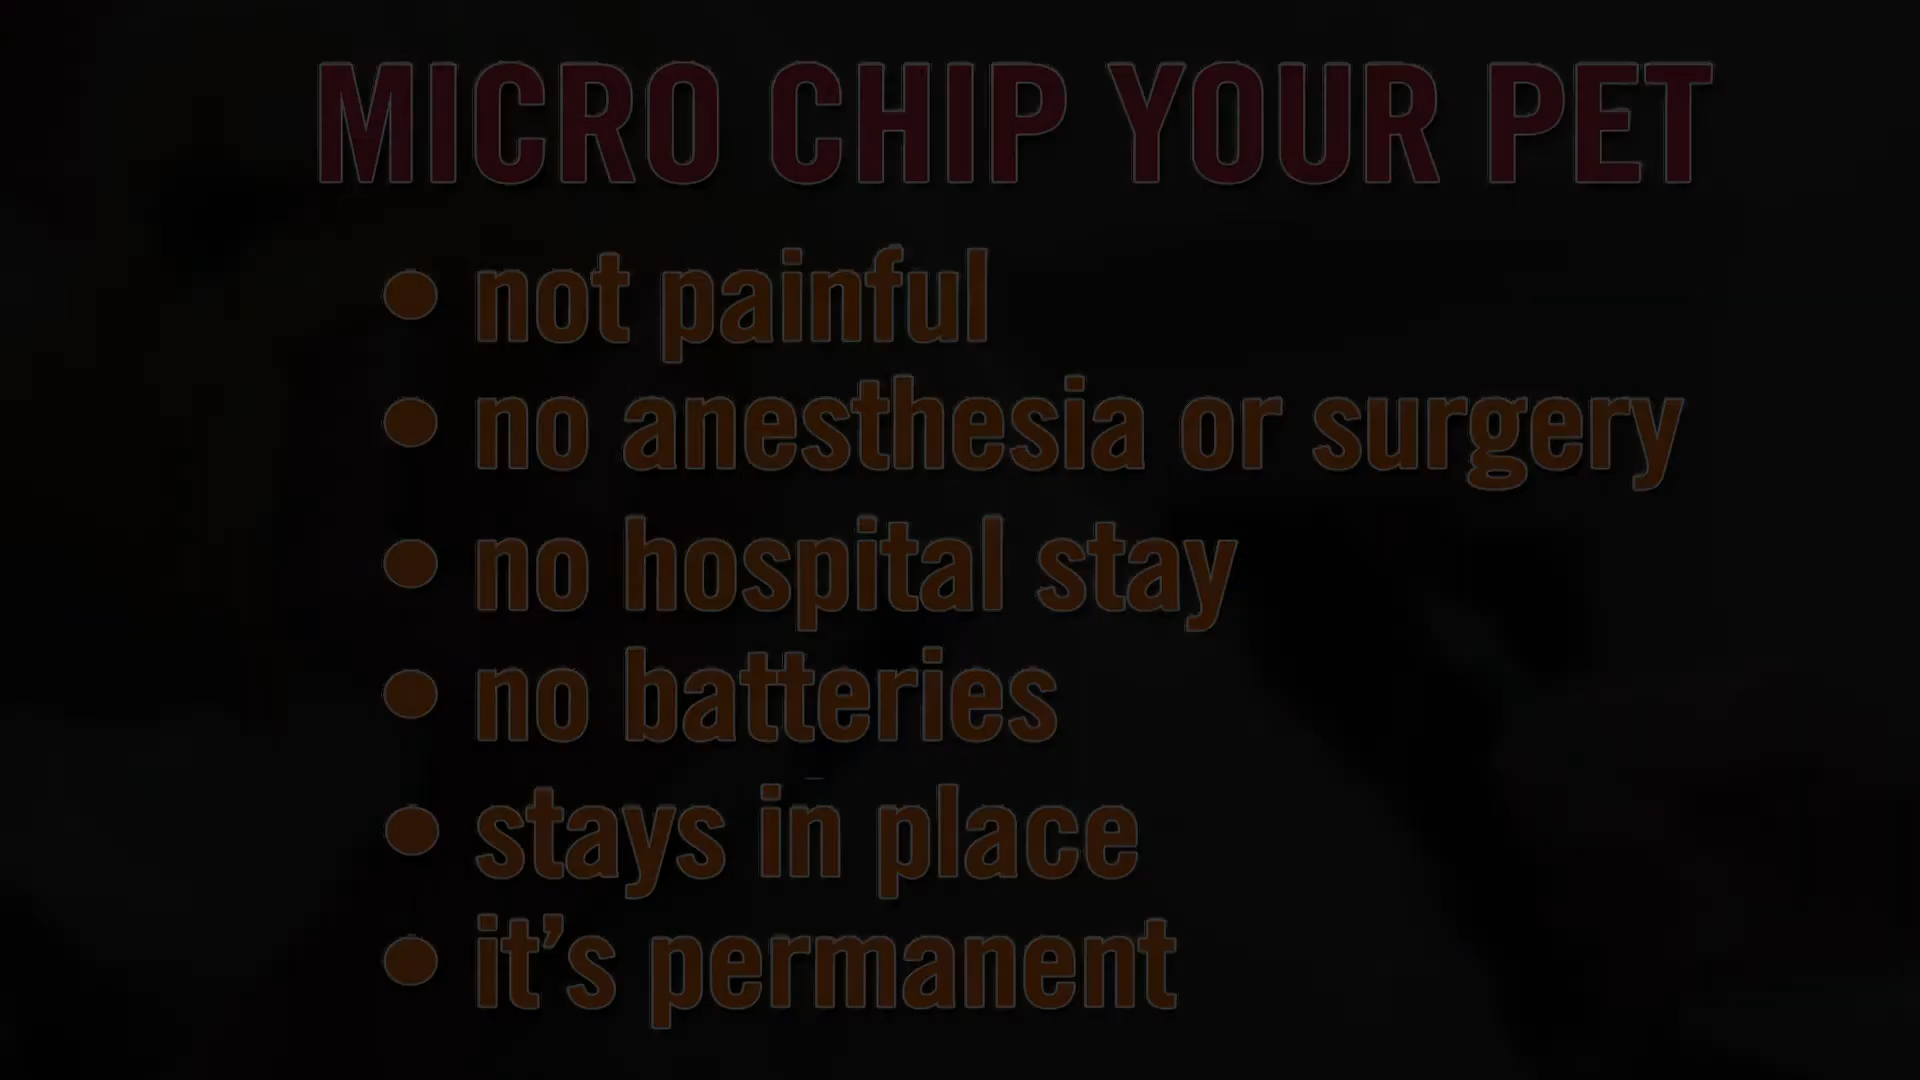 MICRO CHIP YOUR PET
• not painful
• no anesthesia or surgery
• no hospital stay
• no batteries
• stays in place
• it’s permanent